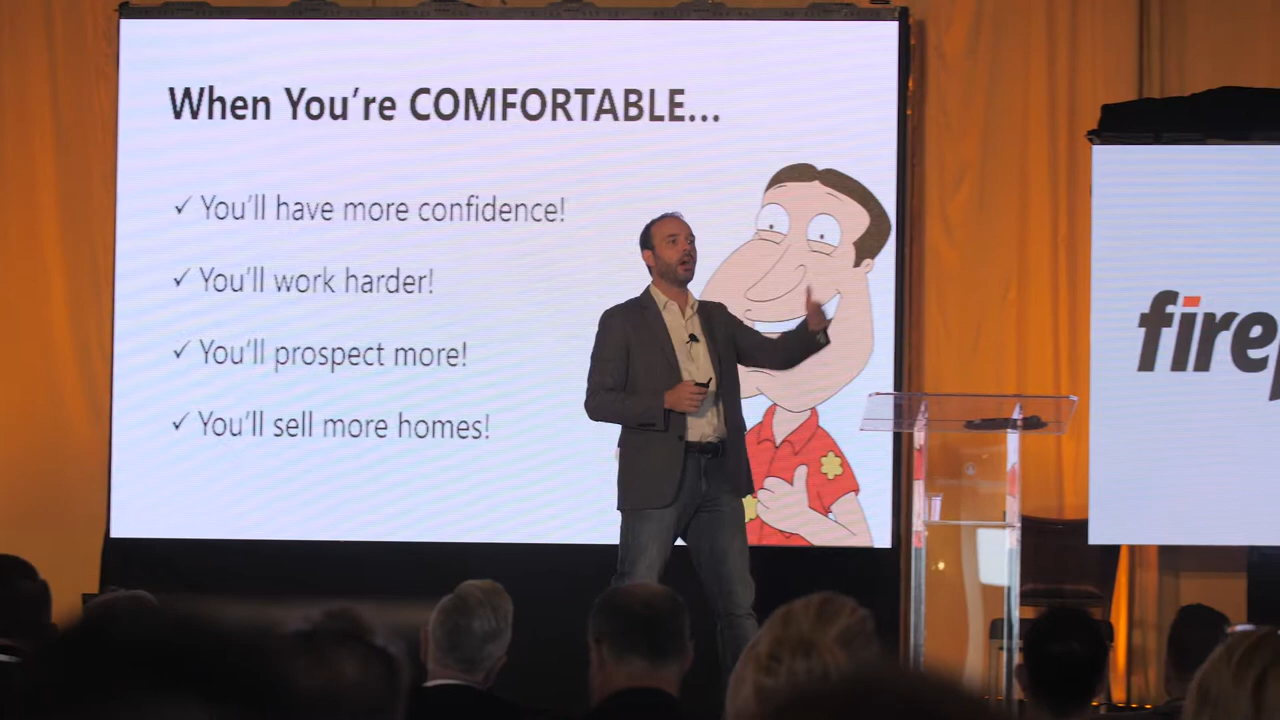 When You're COMFORTABLE...
✓ You'll have more confidence!
✓ You'll work harder!
✓ You'll prospect more!
✓ You'll sell more homes!
fire